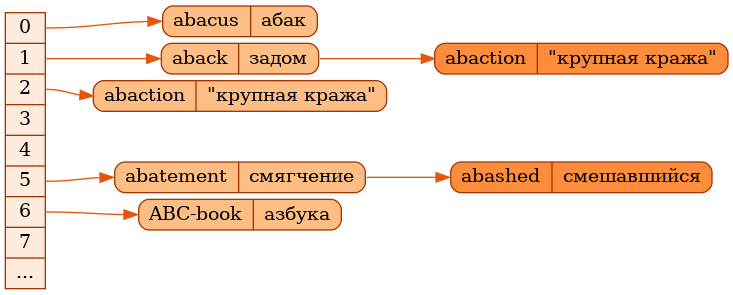 0 abacus абак
1 aback задом abaction "крупная кража"
2 abaction "крупная кража"
3
4
5 abatement смягчение abashed смешавшийся
6 ABC-book азбука
7
...